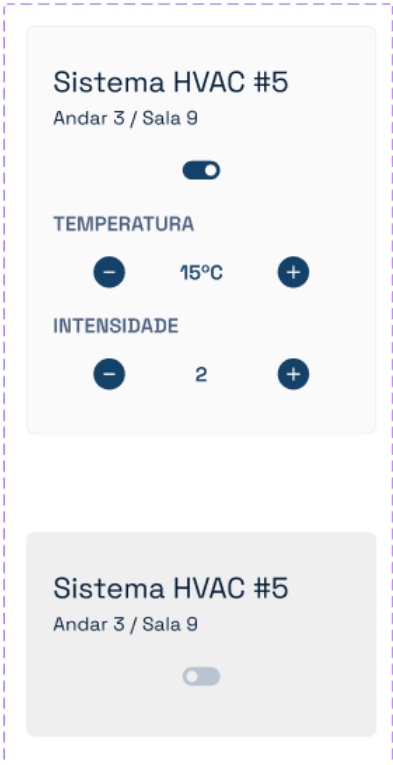 Sistema HVAC #5
Andar 3 / Sala 9
TEMPERATURA
− 15ºC +
INTENSIDADE
− 2 +
Sistema HVAC #5
Andar 3 / Sala 9